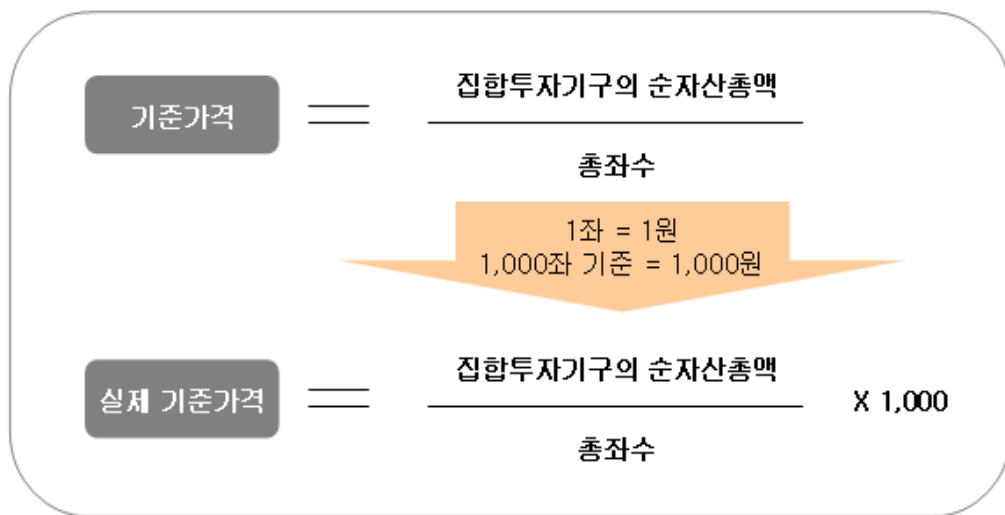 집합투자기구의 순자산총액
기준가격
총좌수
1좌 = 1원
1,000좌 기준 = 1,000원
집합투자기구의 순자산총액
실제 기준가격
X 1,000
총좌수